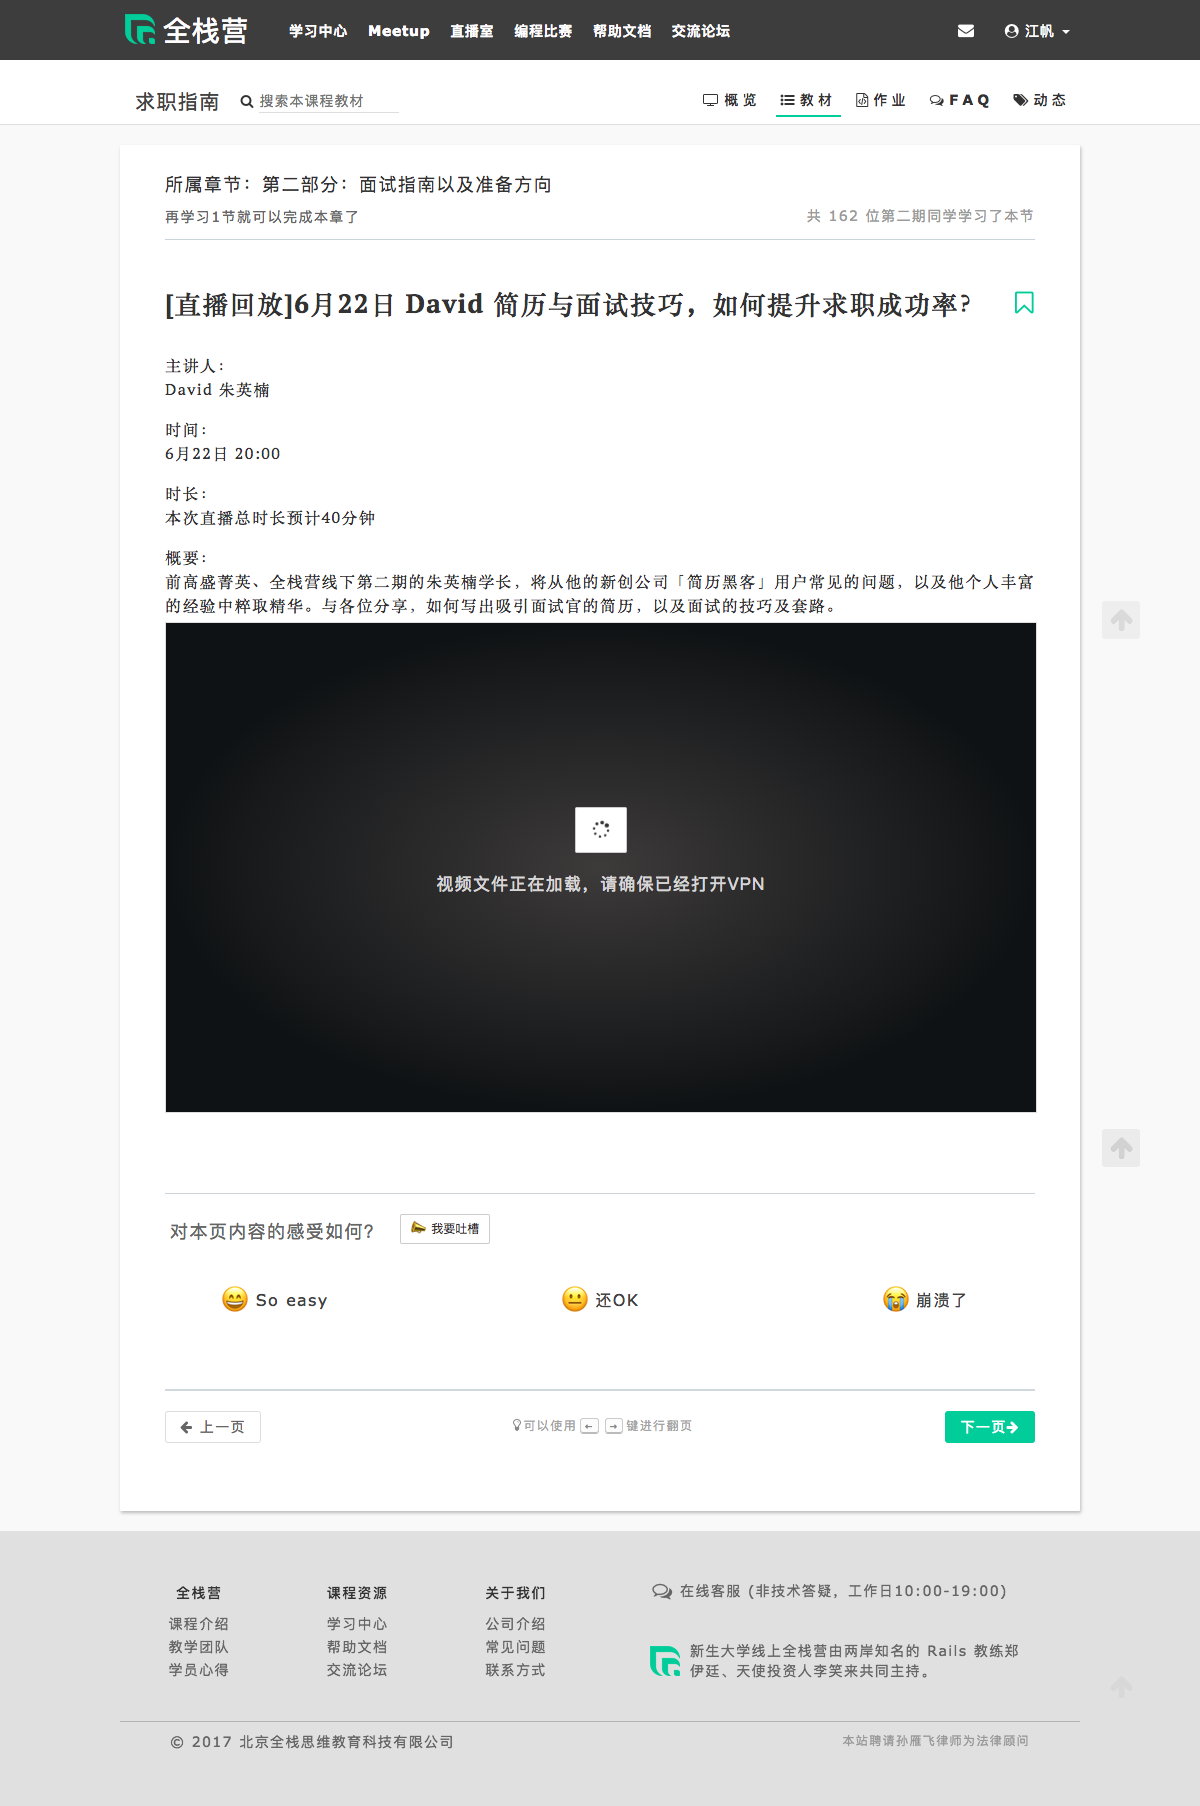 全栈营 学习中心 Meetup 直播室 编程比赛 帮助文档 交流论坛 江帆
求职指南 搜索本课程教材 概览 教材 作业 FAQ 动态
所属章节：第二部分：面试指南以及准备方向
再学习1节就可以完成本章了 共 162 位第二期同学学习了本节
[直播回放]6月22日 David 简历与面试技巧，如何提升求职成功率?
主讲人：
David 朱英楠
时间：
6月22日 20:00
时长：
本次直播总时长预计40分钟
概要：
前高盛菁英、全栈营线下第二期的朱英楠学长，将从他的新创公司「简历黑客」用户常见的问题，以及他个人丰富
的经验中粹取精华。与各位分享，如何写出吸引面试官的简历，以及面试的技巧及套路。
视频文件正在加载，请确保已经打开VPN
对本页内容的感受如何? 我要吐槽
So easy 还OK 崩溃了
上一页 可以使用 ← → 键进行翻页 下一页
全栈营 课程资源 关于我们 在线客服 (非技术答疑，工作日10:00-19:00)
课程介绍 学习中心 公司介绍
教学团队 帮助文档 常见问题 新生大学线上全栈营由两岸知名的 Rails 教练郑
学员心得 交流论坛 联系方式 伊廷、天使投资人李笑来共同主持。
© 2017 北京全栈思维教育科技有限公司 本站聘请孙雁飞律师为法律顾问